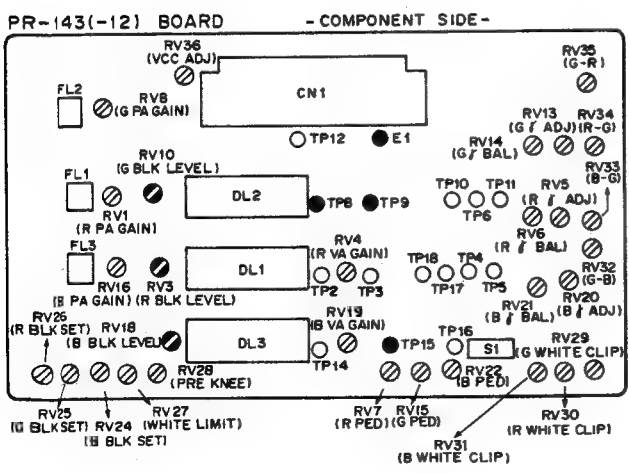 PR-143(-12) BOARD -COMPONENT SIDE-
RV36
(VCC ADJ)
RV35
(G-R)
FL2
RV8
(G PA GAIN)
CN1
RV13
(G γ ADJ)
RV34
(R-G)
TP12
E1
RV14
(G γ BAL)
RV33
(B-G)
FL1
RV10
(G BLK LEVEL)
DL2
TP8
TP9
TP10
TP11
TP6
RV5
(R γ ADJ)
RV1
(R PA GAIN)
RV6
(R γ BAL)
FL3
RV4
(R VA GAIN)
DL1
TP2
TP3
TP18
TP4
TP17
TP5
RV32
(G-B)
RV16
(B PA GAIN)
RV3
(R BLK LEVEL)
RV21
(B γ BAL)
RV20
(B γ ADJ)
RV26
(R BLK SET)
RV18
(B BLK LEVEL)
RV19
(B VA GAIN)
DL3
TP14
TP15
TP16
S1
RV29
(G WHITE CLIP)
RV28
(PRE KNEE)
RV22
(B PED)
RV25
(G BLK SET)
RV24
(B BLK SET)
RV27
(WHITE LIMIT)
RV7
(R PED)
RV15
(G PED)
RV31
(B WHITE CLIP)
RV30
(R WHITE CLIP)